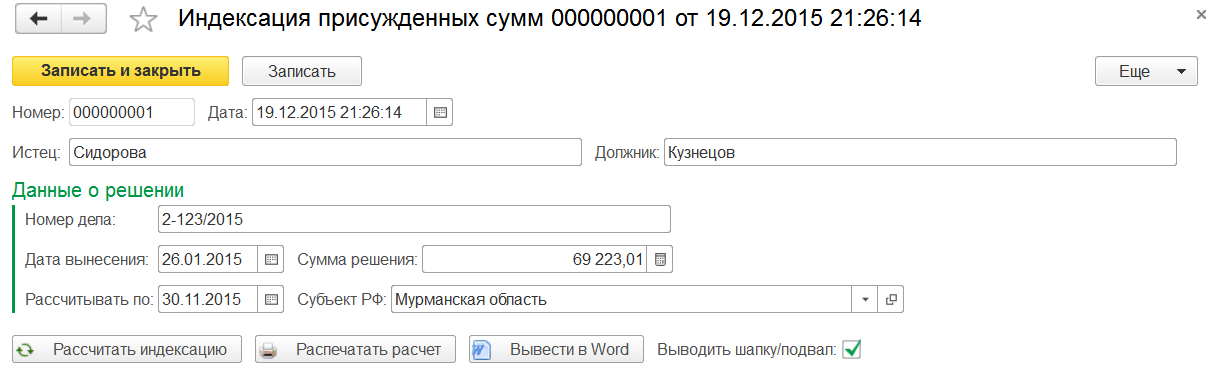 Индексация присужденных сумм 000000001 от 19.12.2015 21:26:14
Записать и закрыть Записать Еще
Номер: 000000001 Дата: 19.12.2015 21:26:14
Истец: Сидорова Должник: Кузнецов
Данные о решении
Номер дела: 2-123/2015
Дата вынесения: 26.01.2015 Сумма решения: 69 223,01
Рассчитывать по: 30.11.2015 Субъект РФ: Мурманская область
Рассчитать индексацию Распечатать расчет Вывести в Word Выводить шапку/подвал: